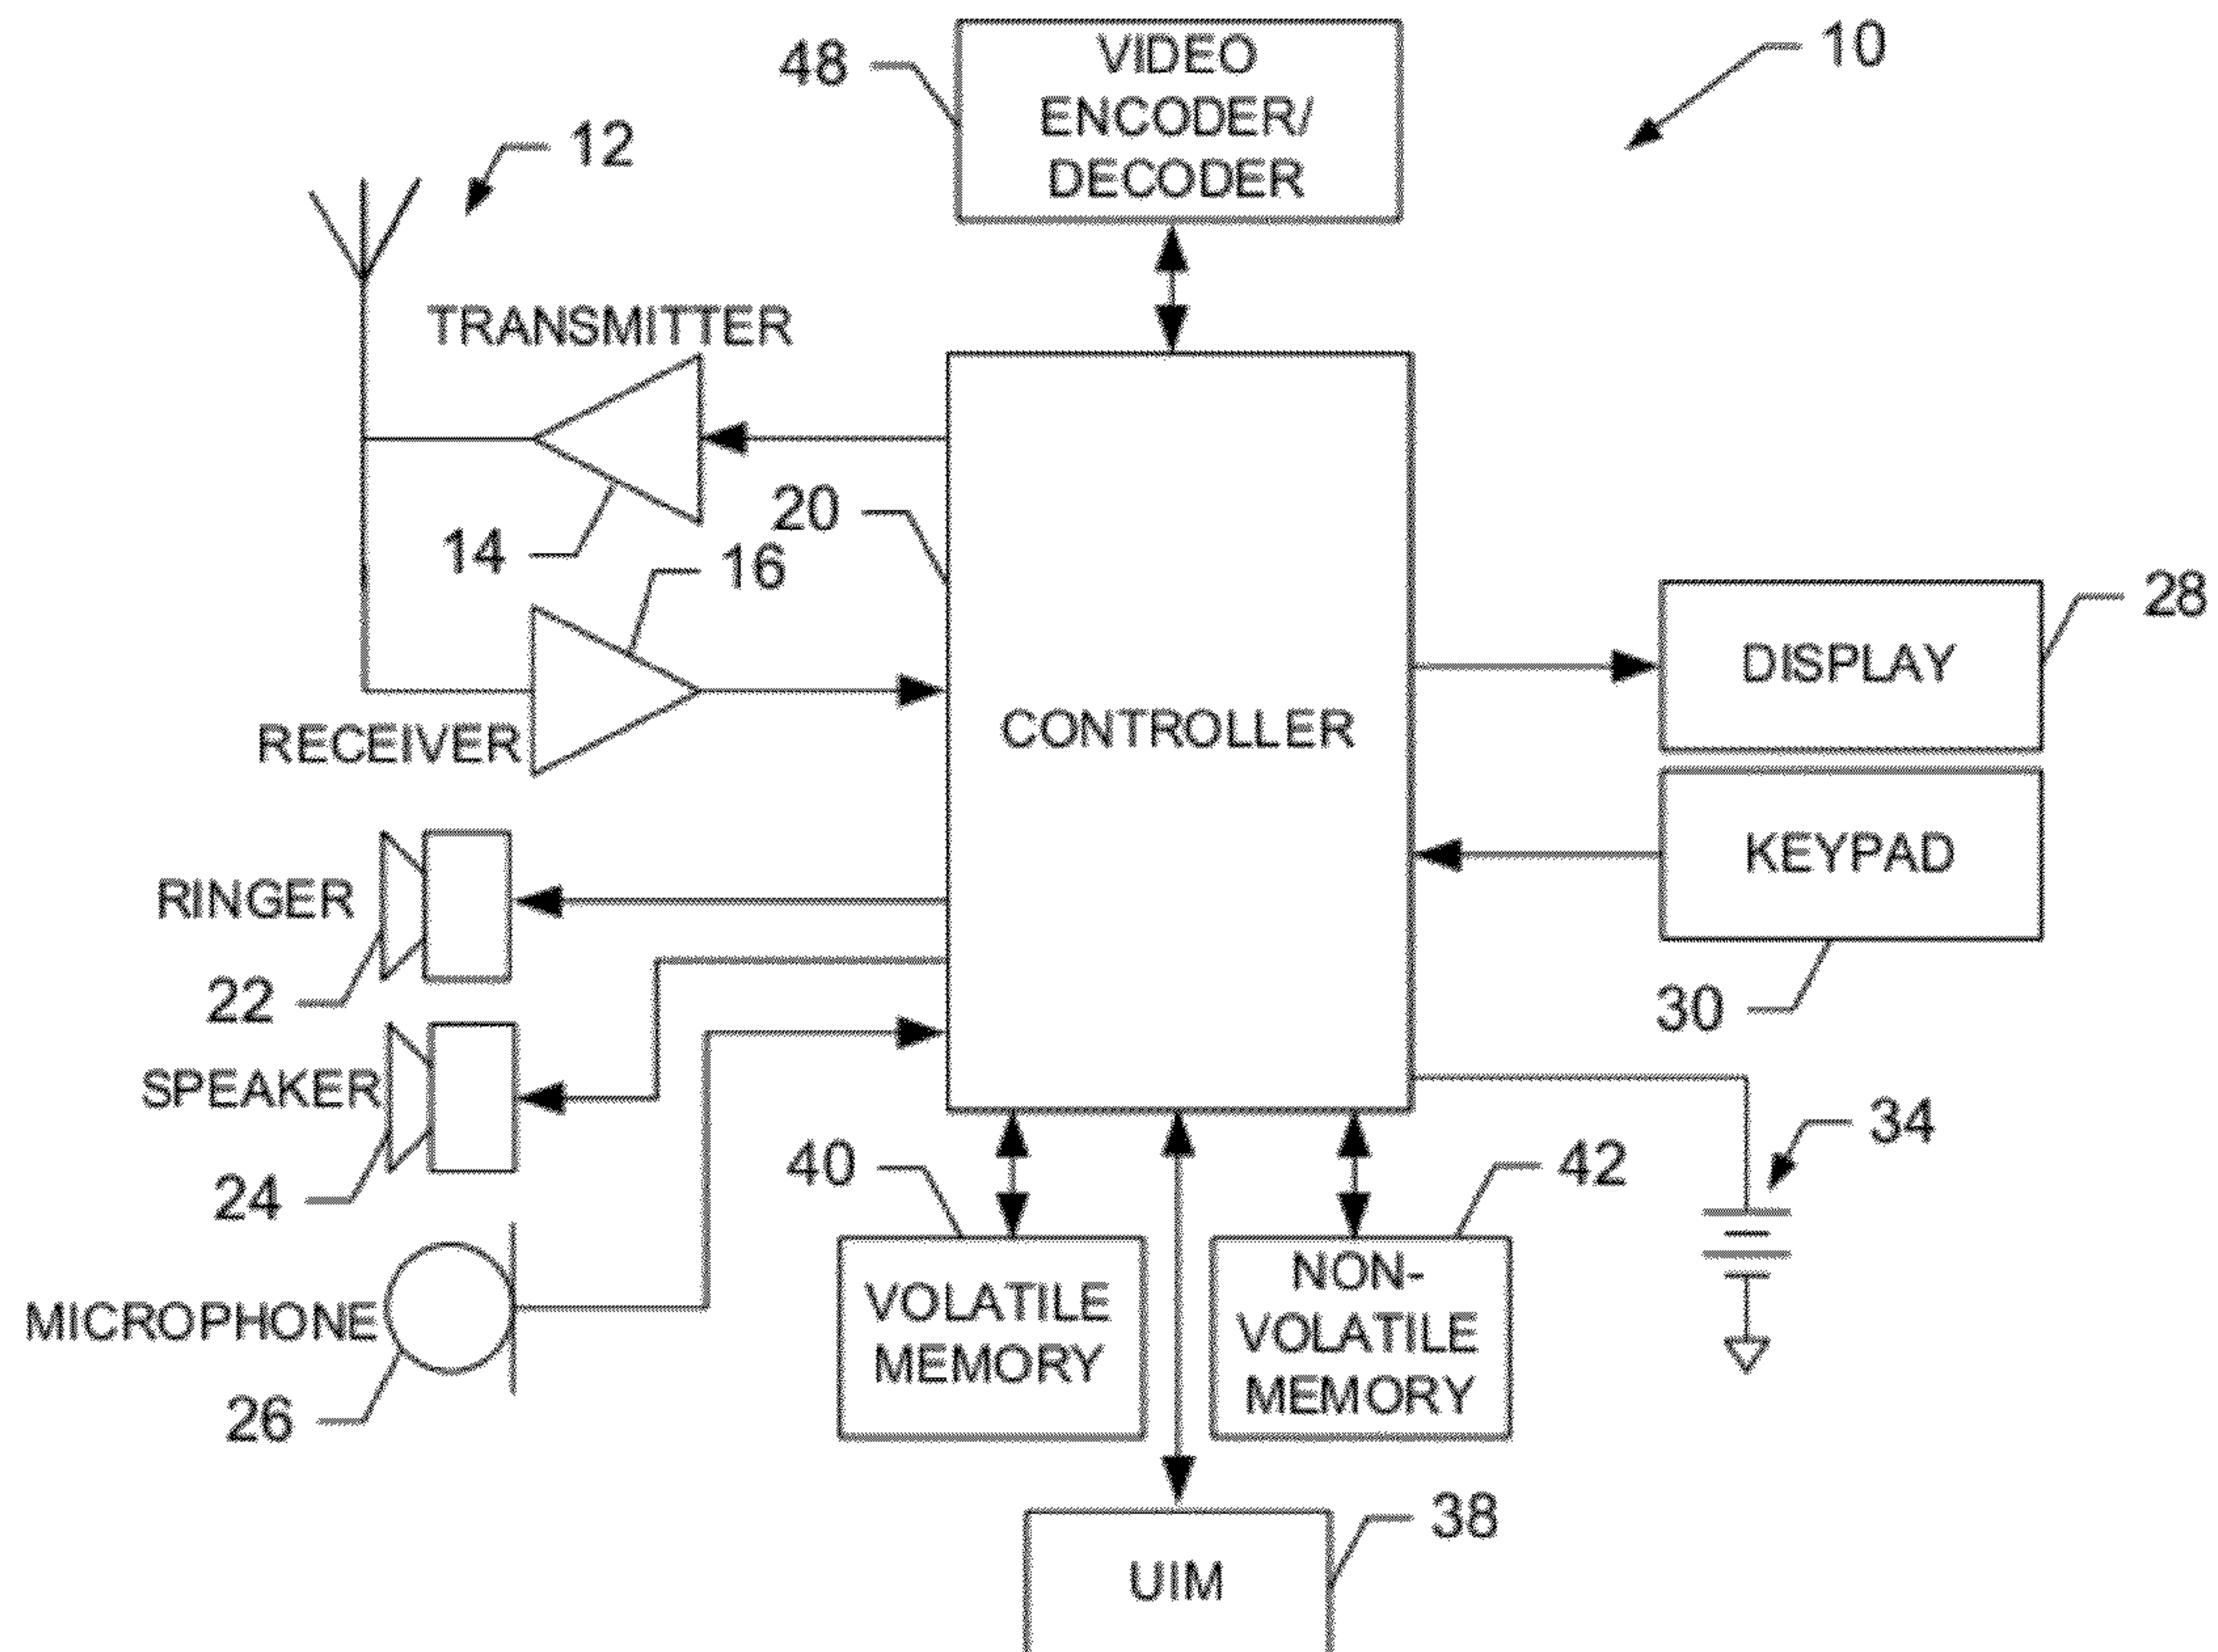 48
VIDEO
ENCODER/
DECODER
10
12
TRANSMITTER
14
20
16
28
DISPLAY
RECEIVER
CONTROLLER
KEYPAD
RINGER
22
30
SPEAKER
24
40
42
34
MICROPHONE
26
VOLATILE
MEMORY
NON-
VOLATILE
MEMORY
38
UIM